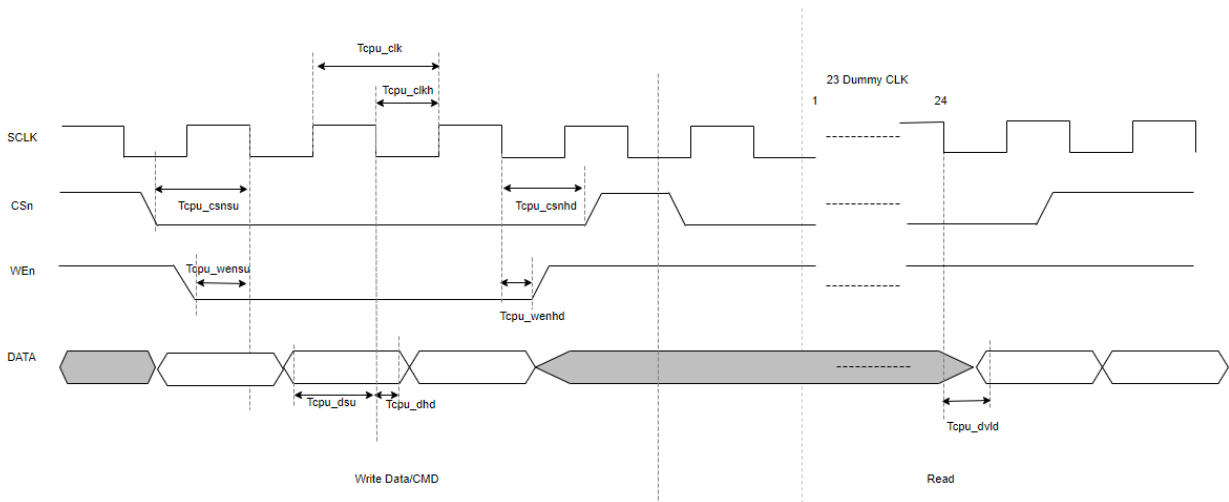 Tcpu_clk
23 Dummy CLK
Tcpu_clkh
1
24
SCLK
Tcpu_csnsu
Tcpu_csnhd
CSn
Tcpu_wensu
WEn
Tcpu_wenhd
DATA
Tcpu_dsu
Tcpu_dhd
Tcpu_dvld
Write Data/CMD
Read